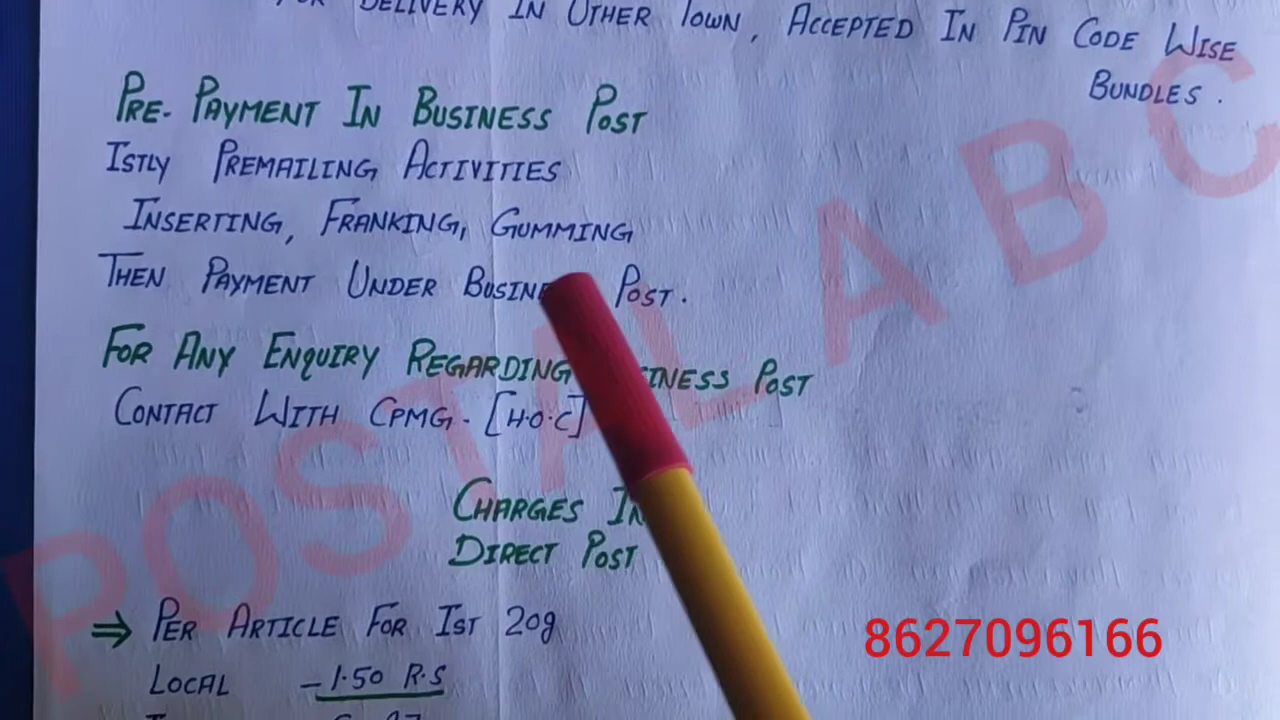 DELIVERY IN OTHER TOWN, ACCEPTED IN PIN CODE WISE
BUNDLES.
PRE-PAYMENT IN BUSINESS POST
ISTLY PREMAILING ACTIVITIES
INSERTING, FRANKING, GUMMING
THEN PAYMENT UNDER POST.
FOR ANY ENQUIRY REGARDING POST
CONTACT WITH CPMG-[H.O.C]
CHARGES IN
DIRECT POST
⇒ PER ARTICLE FOR IST 20g
LOCAL - 1.50 R.S
POSTAL ABC
8627096166